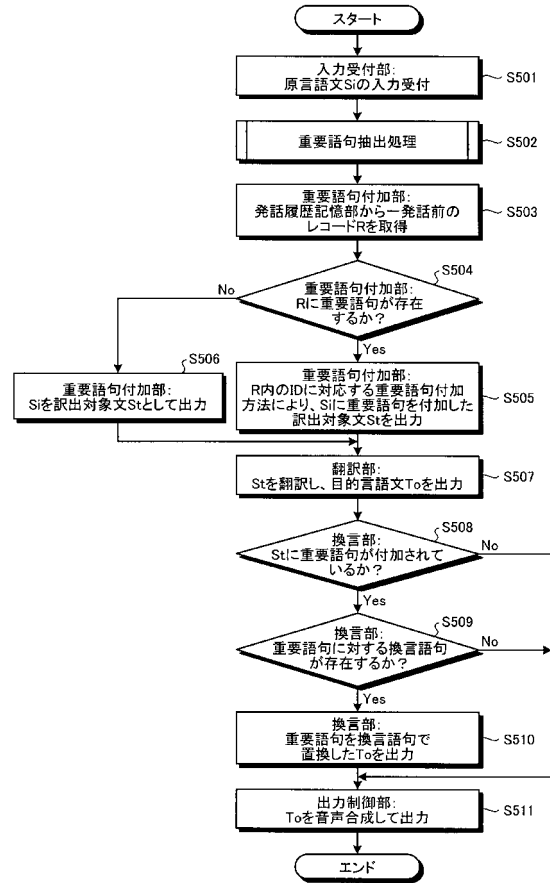 スタート
入力受付部:
原言語文Siの入力受付
S501
重要語句抽出処理
S502
重要語句付加部:
発話履歴記憶部から一発話前の
レコードRを取得
S503
S504
重要語句付加部:
Rに重要語句が存在
するか?
No
Yes
S506
重要語句付加部:
Siを訳出対象文Stとして出力
重要語句付加部:
R内のIDに対応する重要語句付加
方法により、Siに重要語句を付加した
訳出対象文Stを出力
S505
翻訳部:
Stを翻訳し、目的言語文Toを出力
S507
S508
換言部:
Stに重要語句が付加されて
いるか?
No
Yes
S509
換言部:
重要語句に対する換言語句
が存在するか?
No
Yes
換言部:
重要語句を換言語句で
置換したToを出力
S510
出力制御部:
Toを音声合成して出力
S511
エンド